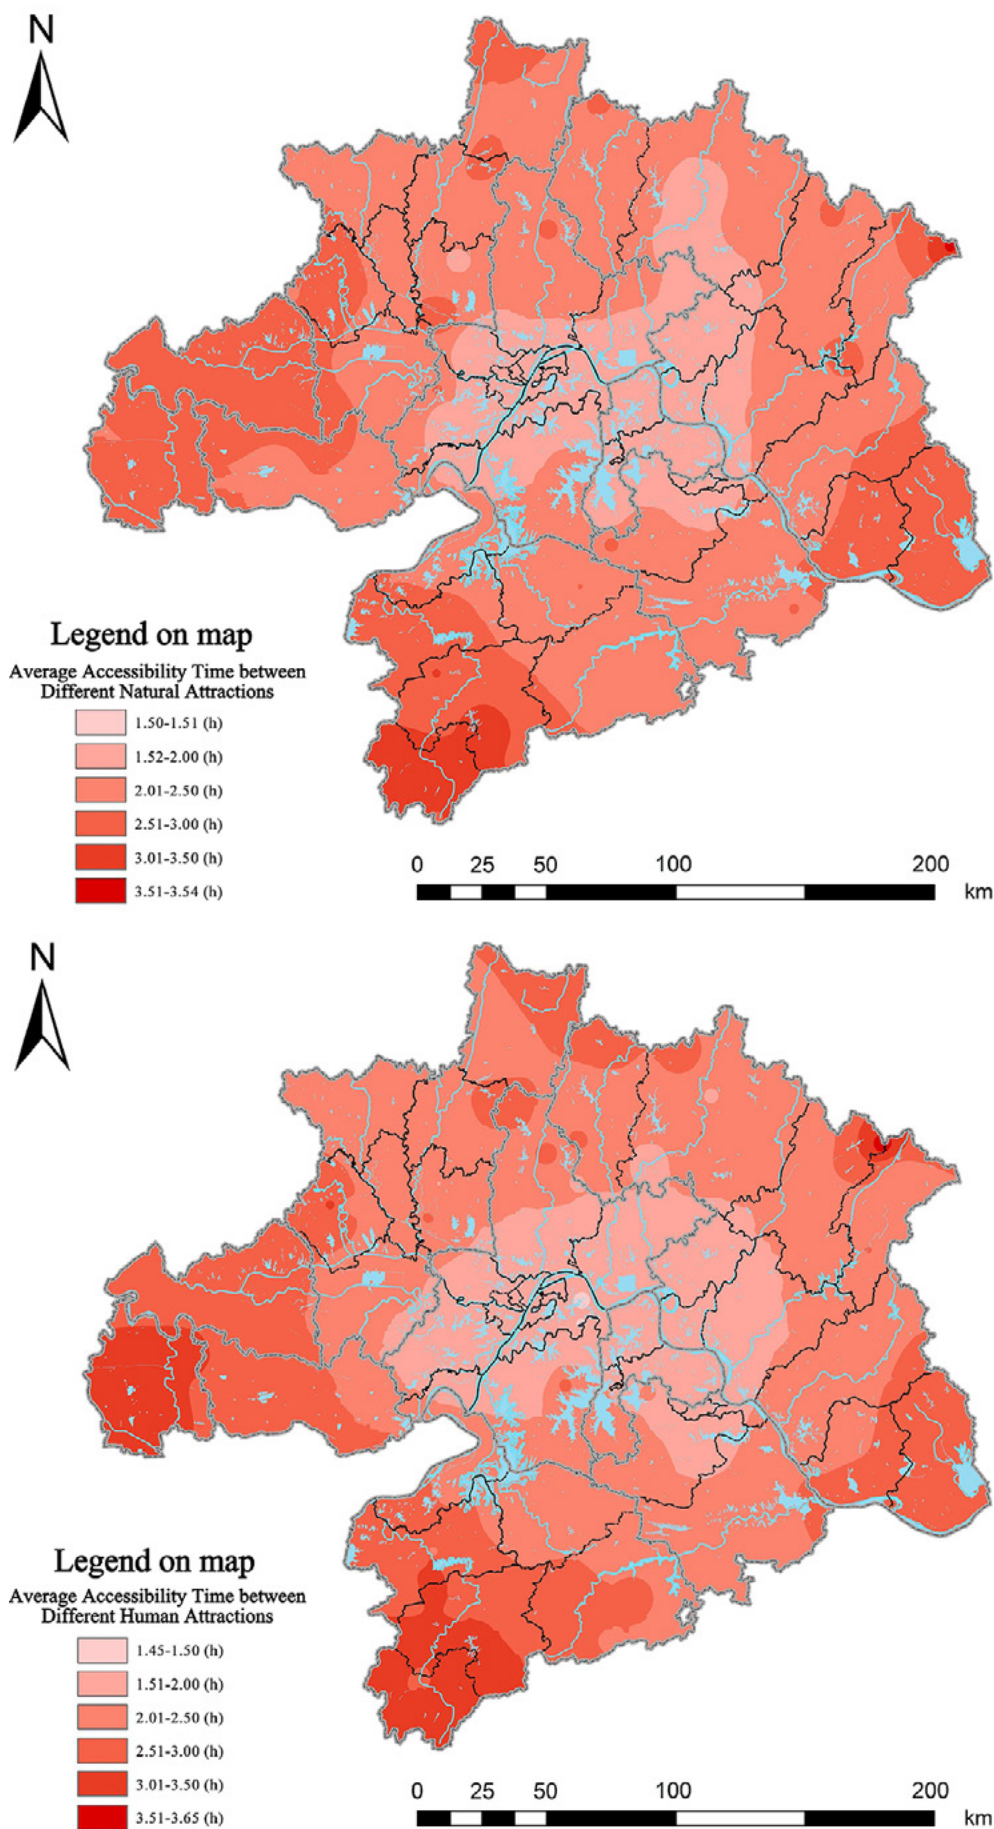 N
Legend on map
Average Accessibility Time between
Different Natural Attractions
1.50-1.51 (h)
1.52-2.00 (h)
2.01-2.50 (h)
2.51-3.00 (h)
3.01-3.50 (h)
3.51-3.54 (h)
0 25 50 100 200
km
N
Legend on map
Average Accessibility Time between
Different Human Attractions
1.45-1.50 (h)
1.51-2.00 (h)
2.01-2.50 (h)
2.51-3.00 (h)
3.01-3.50 (h)
3.51-3.65 (h)
0 25 50 100 200
km